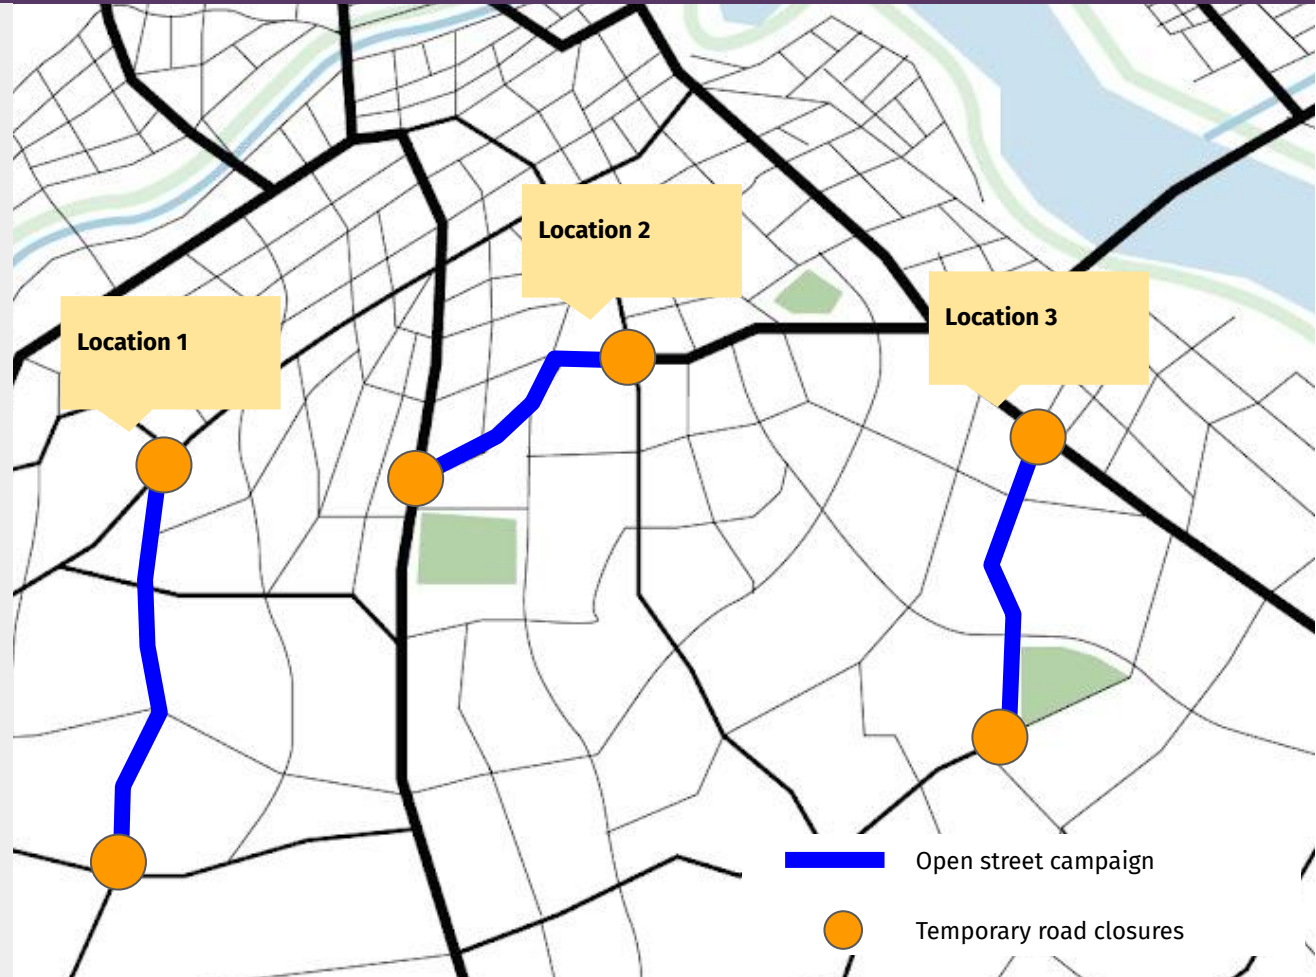 Location 2
Location 3
Location 1
Open street campaign
Temporary road closures